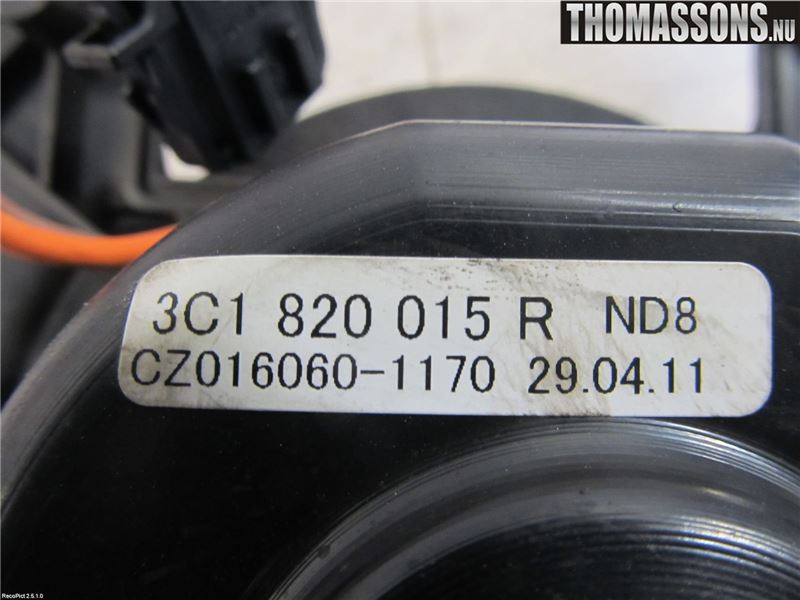 THOMASSONS.NU
3C1 820 015 R ND8
CZ016060-1170 29.04.11
RecoPict 2.5.1.0